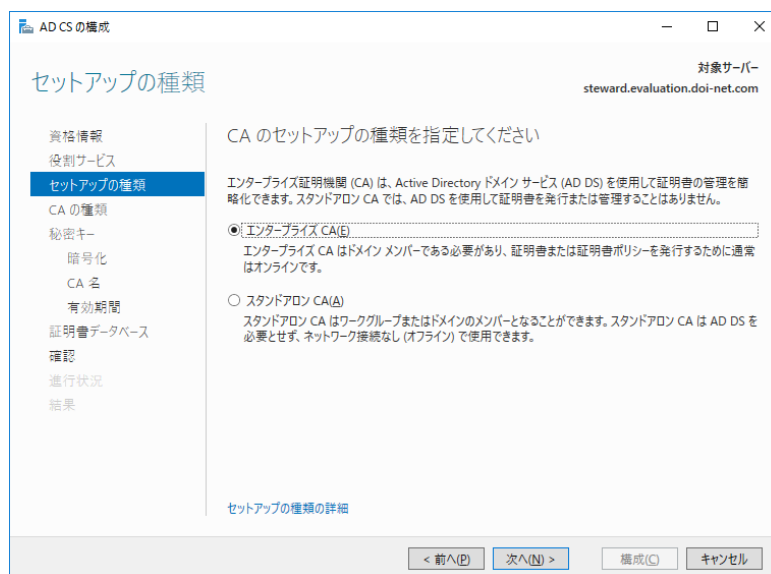 AD CS の構成
セットアップの種類
対象サーバー
steward.evaluation.doi-net.com
資格情報
役割サービス
セットアップの種類
CA の種類
秘密キー
暗号化
CA 名
有効期間
証明書データベース
確認
進行状況
結果
CA のセットアップの種類を指定してください
エンタープライズ証明機関 (CA) は、Active Directory ドメイン サービス (AD DS) を使用して証明書の管理を簡
略化できます。スタンドアロン CA では、AD DS を使用して証明書を発行または管理することはありません。
エンタープライズ CA(E)
エンタープライズ CA はドメイン メンバーである必要があり、証明書または証明書ポリシーを発行するために通常
はオンラインです。
スタンドアロン CA(A)
スタンドアロン CA はワークグループまたはドメインのメンバーとなることができます。スタンドアロン CA は AD DS を
必要とせず、ネットワーク接続なし (オフライン) で使用できます。
セットアップの種類の詳細
< 前へ(P)
次へ(N) >
構成(C)
キャンセル